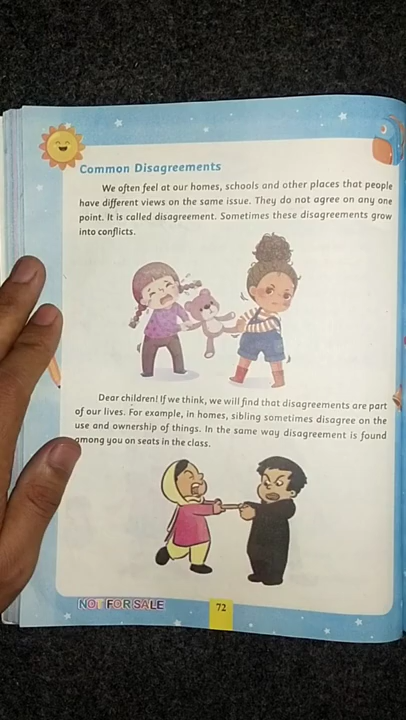 Common Disagreements
We often feel at our homes, schools and other places that people
have different views on the same issue. They do not agree on any one
point. It is called disagreement. Sometimes these disagreements grow
into conflicts.
Dear children! If we think, we will find that disagreements are part
of our lives. For example, in homes, sibling sometimes disagree on the
use and ownership of things. In the same way disagreement is found
among you on seats in the class.
NOT FOR SALE
72